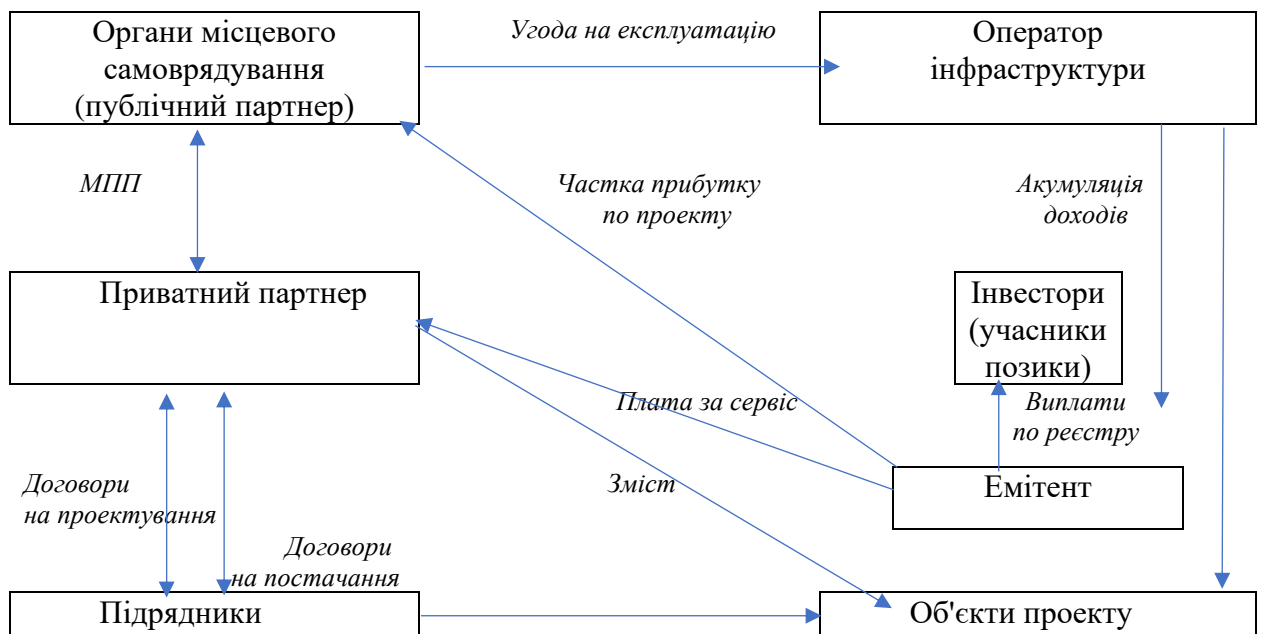 Органи місцевого
самоврядування
(публічний партнер)
Угода на експлуатацію
Оператор
інфраструктури
МПП
Частка прибутку
по проекту
Акумуляція
доходів
Приватний партнер
Інвестори
(учасники
позики)
Плата за сервіс
Виплати
по реєстру
Договори
на проектування
Зміст
Емітент
Договори
на постачання
Підрядники
Об'єкти проекту